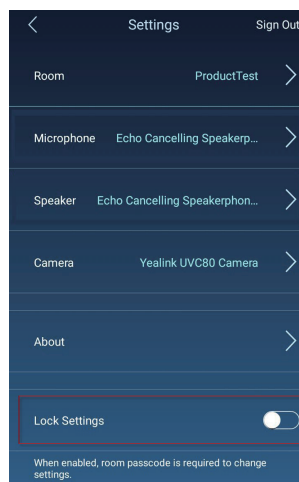 Settings Sign Out
Room ProductTest
Microphone Echo Cancelling Speakerp...
Speaker Echo Cancelling Speakerphon...
Camera Yealink UVC80 Camera
About
Lock Settings
When enabled, room passcode is required to change
settings.